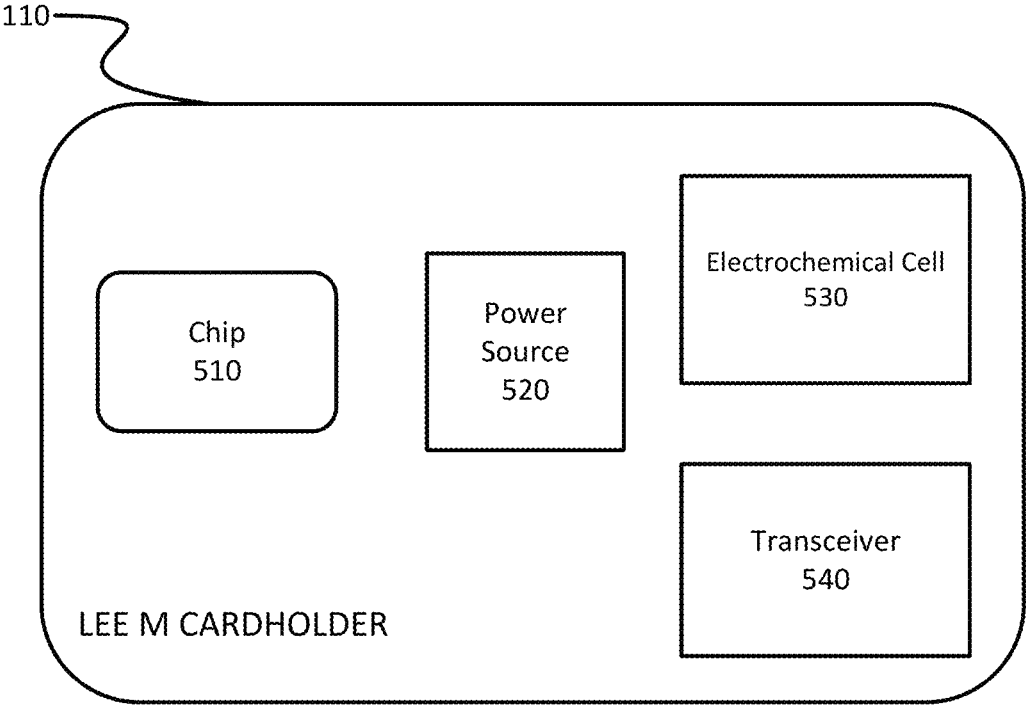 110
Chip
510
Power
Source
520
Electrochemical Cell
530
Transceiver
540
LEE M CARDHOLDER